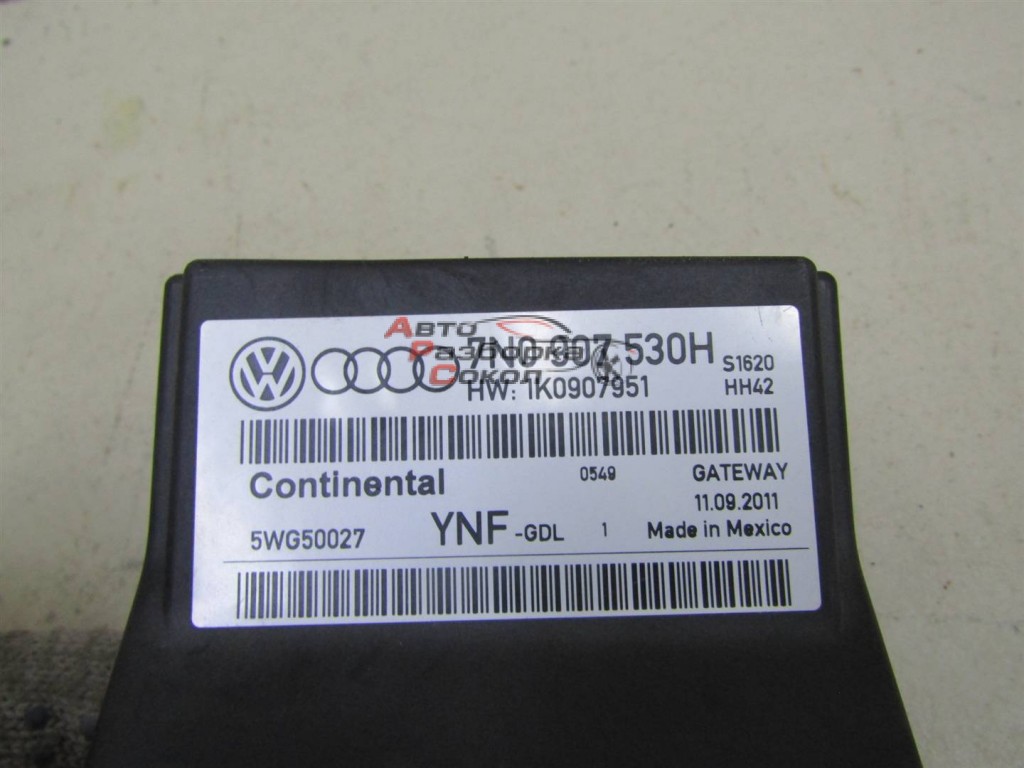 7N0 907 530H
S1620
HW: 1K0907951
HH42
Авто
Разборка
Сокол
Continental
0549
GATEWAY
11.09.2011
5WG50027
YNF -GDL
1
Made in Mexico